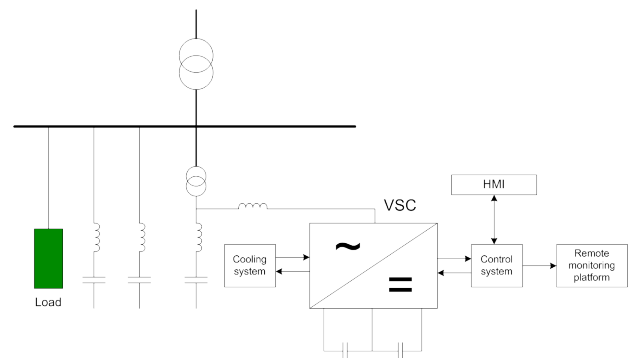 VSC
HMI
Cooling
system
Control
system
Remote
monitoring
platform
Load
~
=